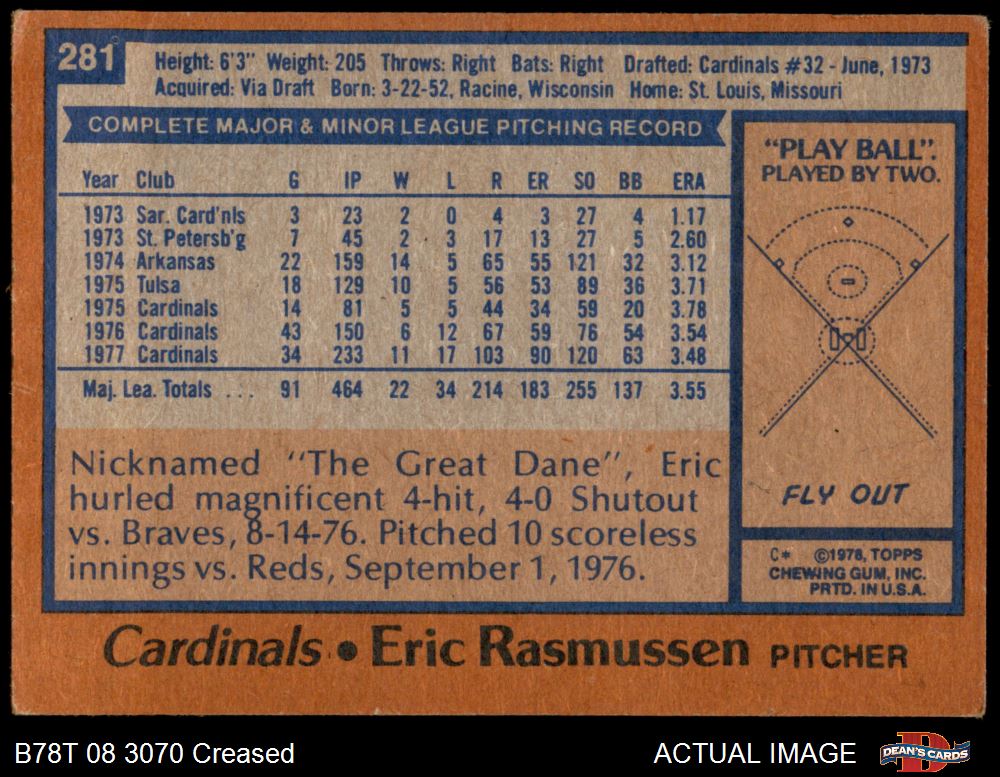 281
Height: 6'3" Weight: 205 Throws: Right Bats: Right Drafted: Cardinals #32 - June, 1973
Acquired: Via Draft Born: 3-22-52, Racine, Wisconsin Home: St. Louis, Missouri
COMPLETE MAJOR & MINOR LEAGUE PITCHING RECORD
Year Club G IP W L R ER SO BB ERA
1973 Sar. Card'nls 3 23 2 0 4 3 27 4 1.17
1973 St. Petersb'g 7 45 2 3 17 13 27 5 2.60
1974 Arkansas 22 159 14 5 65 55 121 32 3.12
1975 Tulsa 18 129 10 5 56 53 89 36 3.71
1975 Cardinals 14 81 5 5 44 34 59 20 3.78
1976 Cardinals 43 150 6 12 67 59 76 54 3.54
1977 Cardinals 34 233 11 17 103 90 120 63 3.48
Maj. Lea. Totals ... 91 464 22 34 214 183 255 137 3.55
Nicknamed "The Great Dane", Eric
hurled magnificent 4-hit, 4-0 Shutout
vs. Braves, 8-14-76. Pitched 10 scoreless
innings vs. Reds, September 1, 1976.
"PLAY BALL".
PLAYED BY TWO.
FLY OUT
C* ©1978, TOPPS
CHEWING GUM, INC.
PRTD. IN U.S.A.
Cardinals • Eric Rasmussen PITCHER
B78T 08 3070 Creased
ACTUAL IMAGE
DEAN'S CARDS